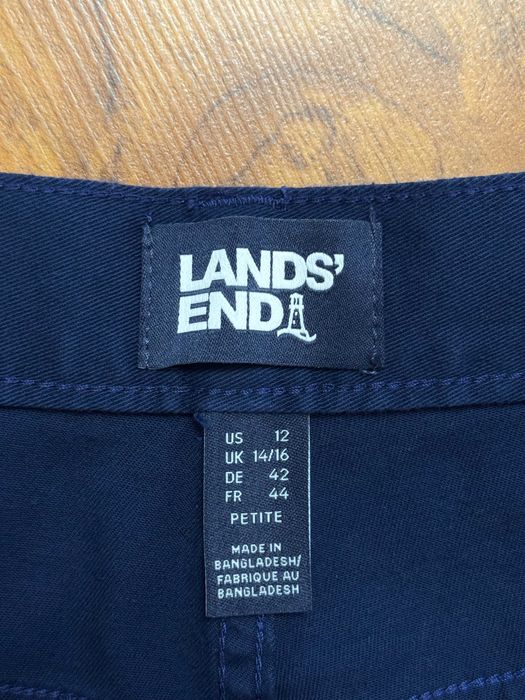 LANDS'
END
US 12
UK 14/16
DE 42
FR 44
PETITE
MADE IN
BANGLADESH/
FABRIQUE AU
BANGLADESH